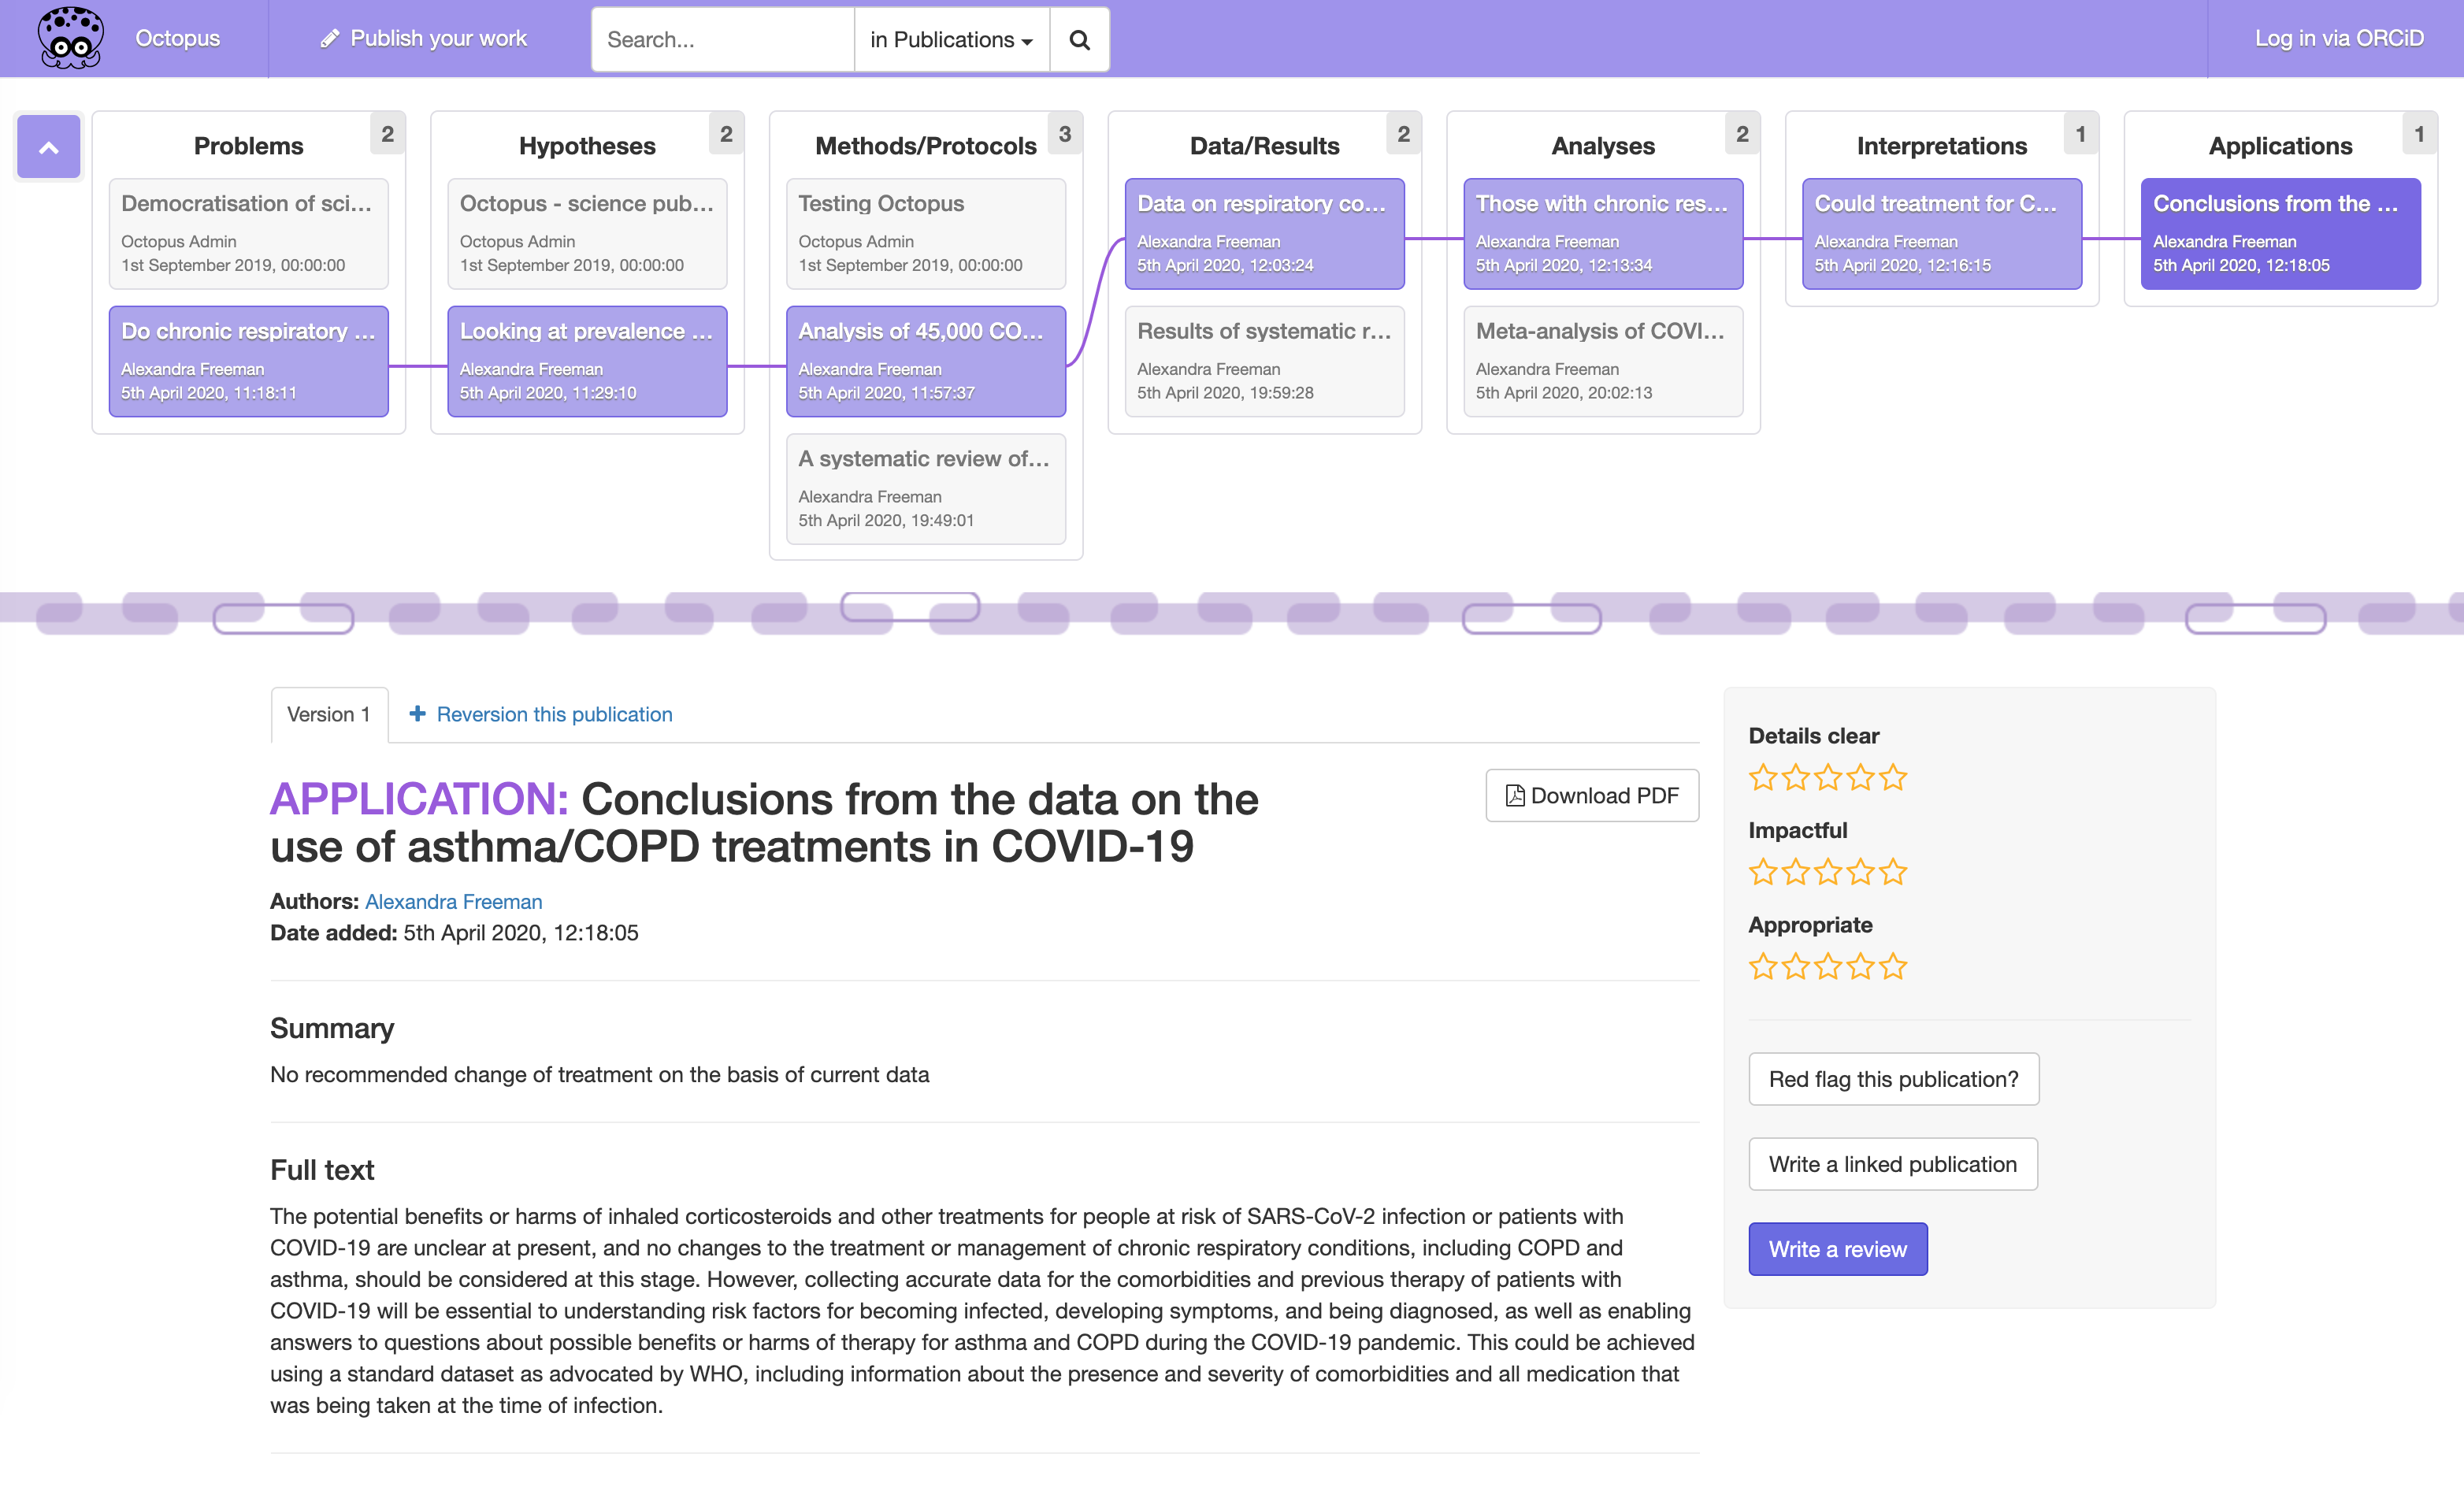 Octopus
Publish your work
Search...
in Publications
Log in via ORCiD
Problems 2
Democratisation of sci...
Octopus Admin
1st September 2019, 00:00:00
Do chronic respiratory ...
Alexandra Freeman
5th April 2020, 11:18:11
Hypotheses 2
Octopus - science pub...
Octopus Admin
1st September 2019, 00:00:00
Looking at prevalence ...
Alexandra Freeman
5th April 2020, 11:29:10
Methods/Protocols 3
Testing Octopus
Octopus Admin
1st September 2019, 00:00:00
Analysis of 45,000 CO...
Alexandra Freeman
5th April 2020, 11:57:37
A systematic review of...
Alexandra Freeman
5th April 2020, 19:49:01
Data/Results 2
Data on respiratory co...
Alexandra Freeman
5th April 2020, 12:03:24
Results of systematic r...
Alexandra Freeman
5th April 2020, 19:59:28
Analyses 2
Those with chronic res...
Alexandra Freeman
5th April 2020, 12:13:34
Meta-analysis of COVI...
Alexandra Freeman
5th April 2020, 20:02:13
Interpretations 1
Could treatment for C...
Alexandra Freeman
5th April 2020, 12:16:15
Applications 1
Conclusions from the ...
Alexandra Freeman
5th April 2020, 12:18:05
Version 1
Reversion this publication
APPLICATION: Conclusions from the data on the
use of asthma/COPD treatments in COVID-19
Download PDF
Authors: Alexandra Freeman
Date added: 5th April 2020, 12:18:05
Summary
No recommended change of treatment on the basis of current data
Full text
The potential benefits or harms of inhaled corticosteroids and other treatments for people at risk of SARS-CoV-2 infection or patients with
COVID-19 are unclear at present, and no changes to the treatment or management of chronic respiratory conditions, including COPD and
asthma, should be considered at this stage. However, collecting accurate data for the comorbidities and previous therapy of patients with
COVID-19 will be essential to understanding risk factors for becoming infected, developing symptoms, and being diagnosed, as well as enabling
answers to questions about possible benefits or harms of therapy for asthma and COPD during the COVID-19 pandemic. This could be achieved
using a standard dataset as advocated by WHO, including information about the presence and severity of comorbidities and all medication that
was being taken at the time of infection.
Details clear
Impactful
Appropriate
Red flag this publication?
Write a linked publication
Write a review